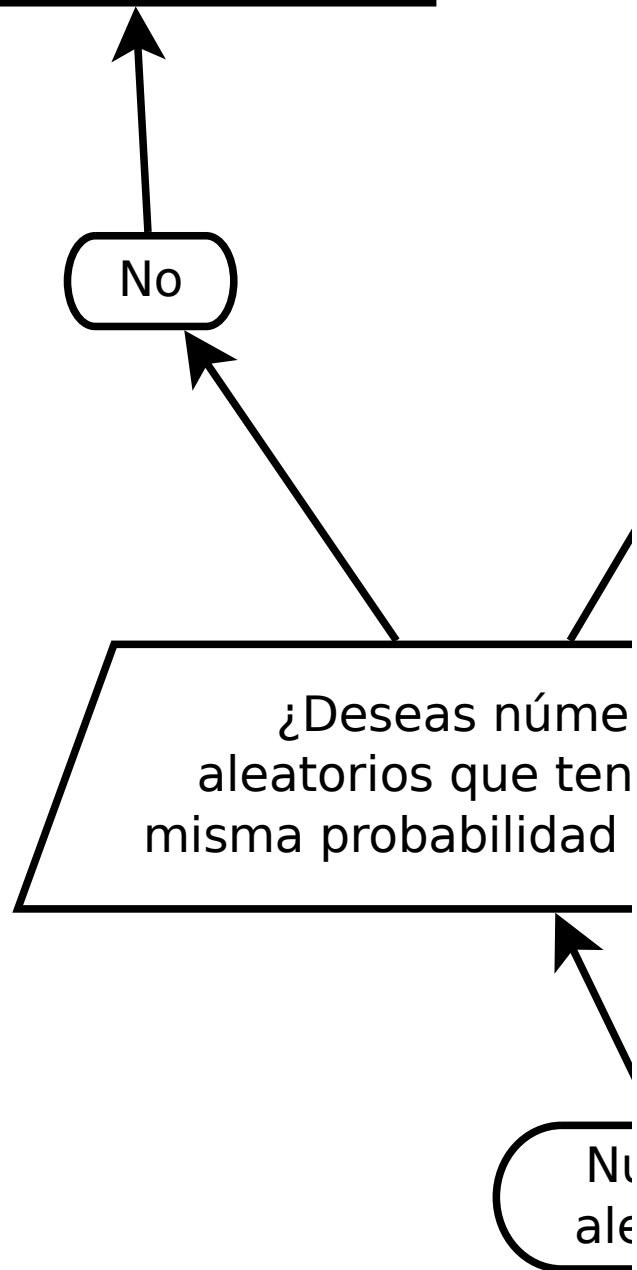 No
¿Deseas núme
aleatorios que ten
misma probabilidad
Nu
ale